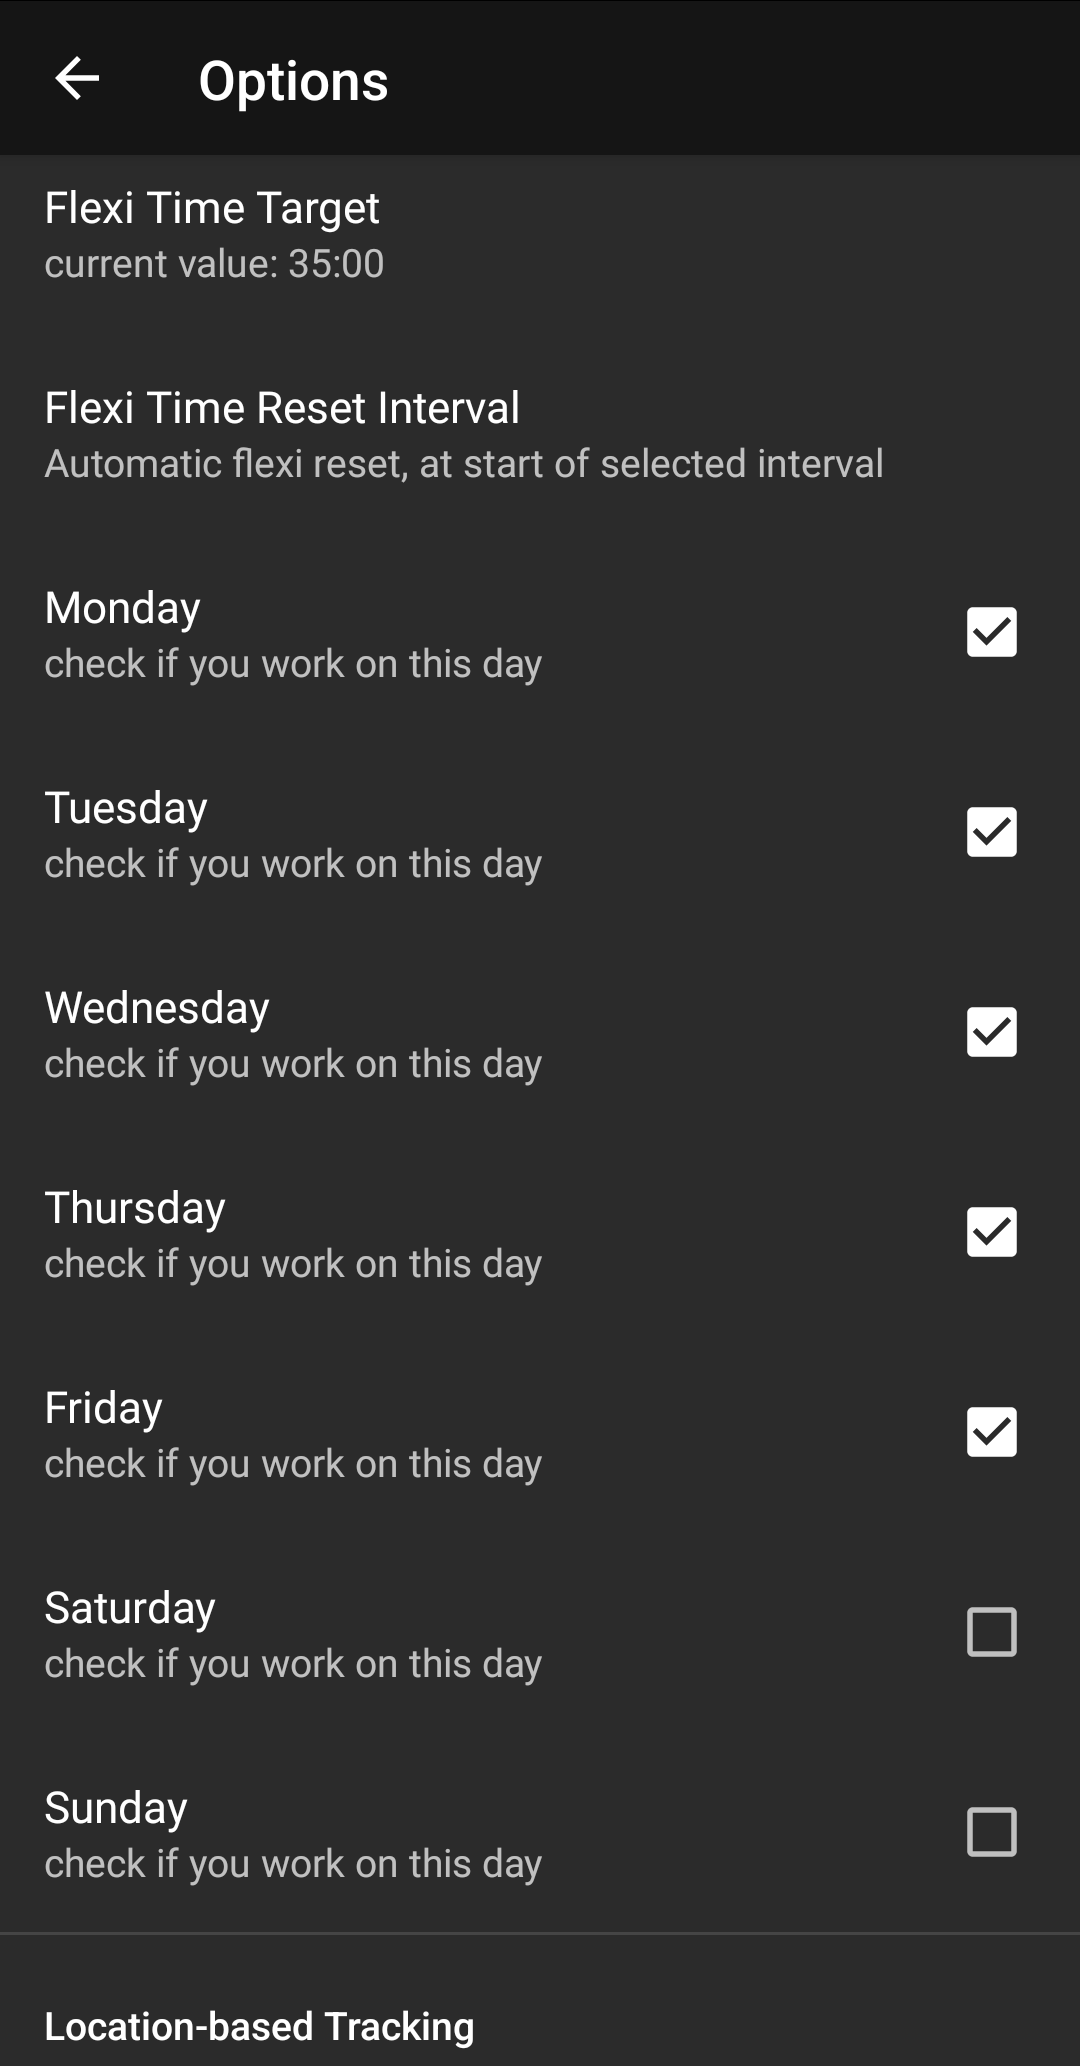 Options
Flexi Time Target
current value: 35:00
Flexi Time Reset Interval
Automatic flexi reset, at start of selected interval
Monday
check if you work on this day
Tuesday
check if you work on this day
Wednesday
check if you work on this day
Thursday
check if you work on this day
Friday
check if you work on this day
Saturday
check if you work on this day
Sunday
check if you work on this day
Location-based Tracking